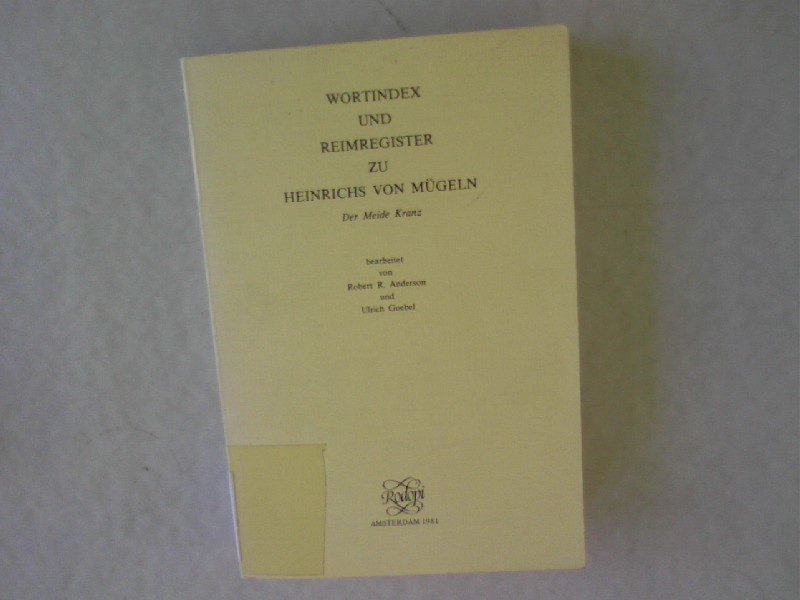 WORTINDEX
UND
REIMREGISTER
ZU
HEINRICHS VON MÜGELN
Der Meide Kranz
bearbeitet
von
Robert R. Anderson
und
Ulrich Goebel
Rodopi
AMSTERDAM 1981